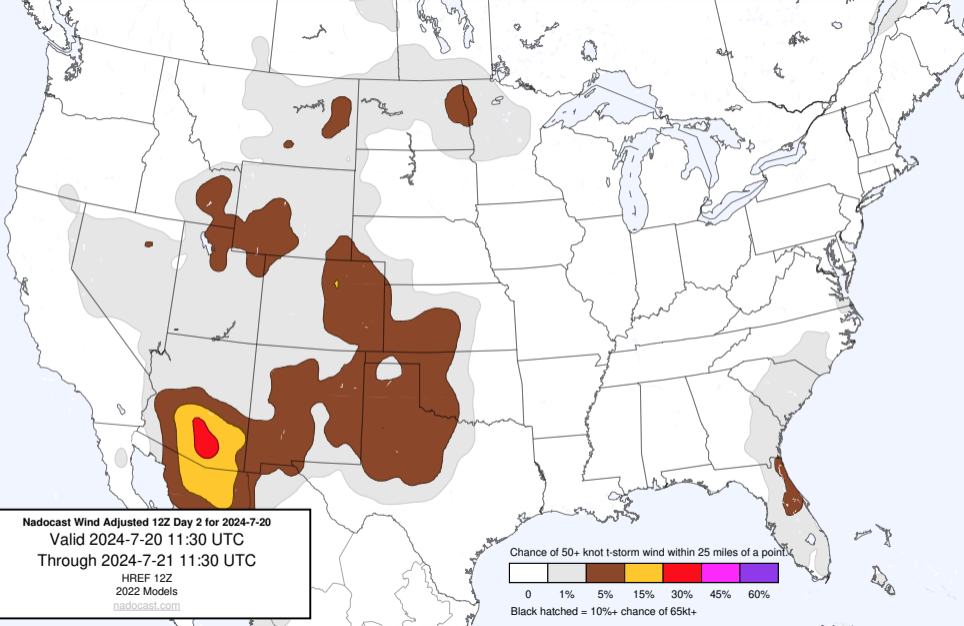 Nadocast Wind Adjusted 12Z Day 2 for 2024-7-20
Valid 2024-7-20 11:30 UTC
Through 2024-7-21 11:30 UTC
HREF 12Z
2022 Models
nadocast.com
Chance of 50+ knot t-storm wind within 25 miles of a point.
0 1% 5% 15% 30% 45% 60%
Black hatched = 10%+ chance of 65kt+